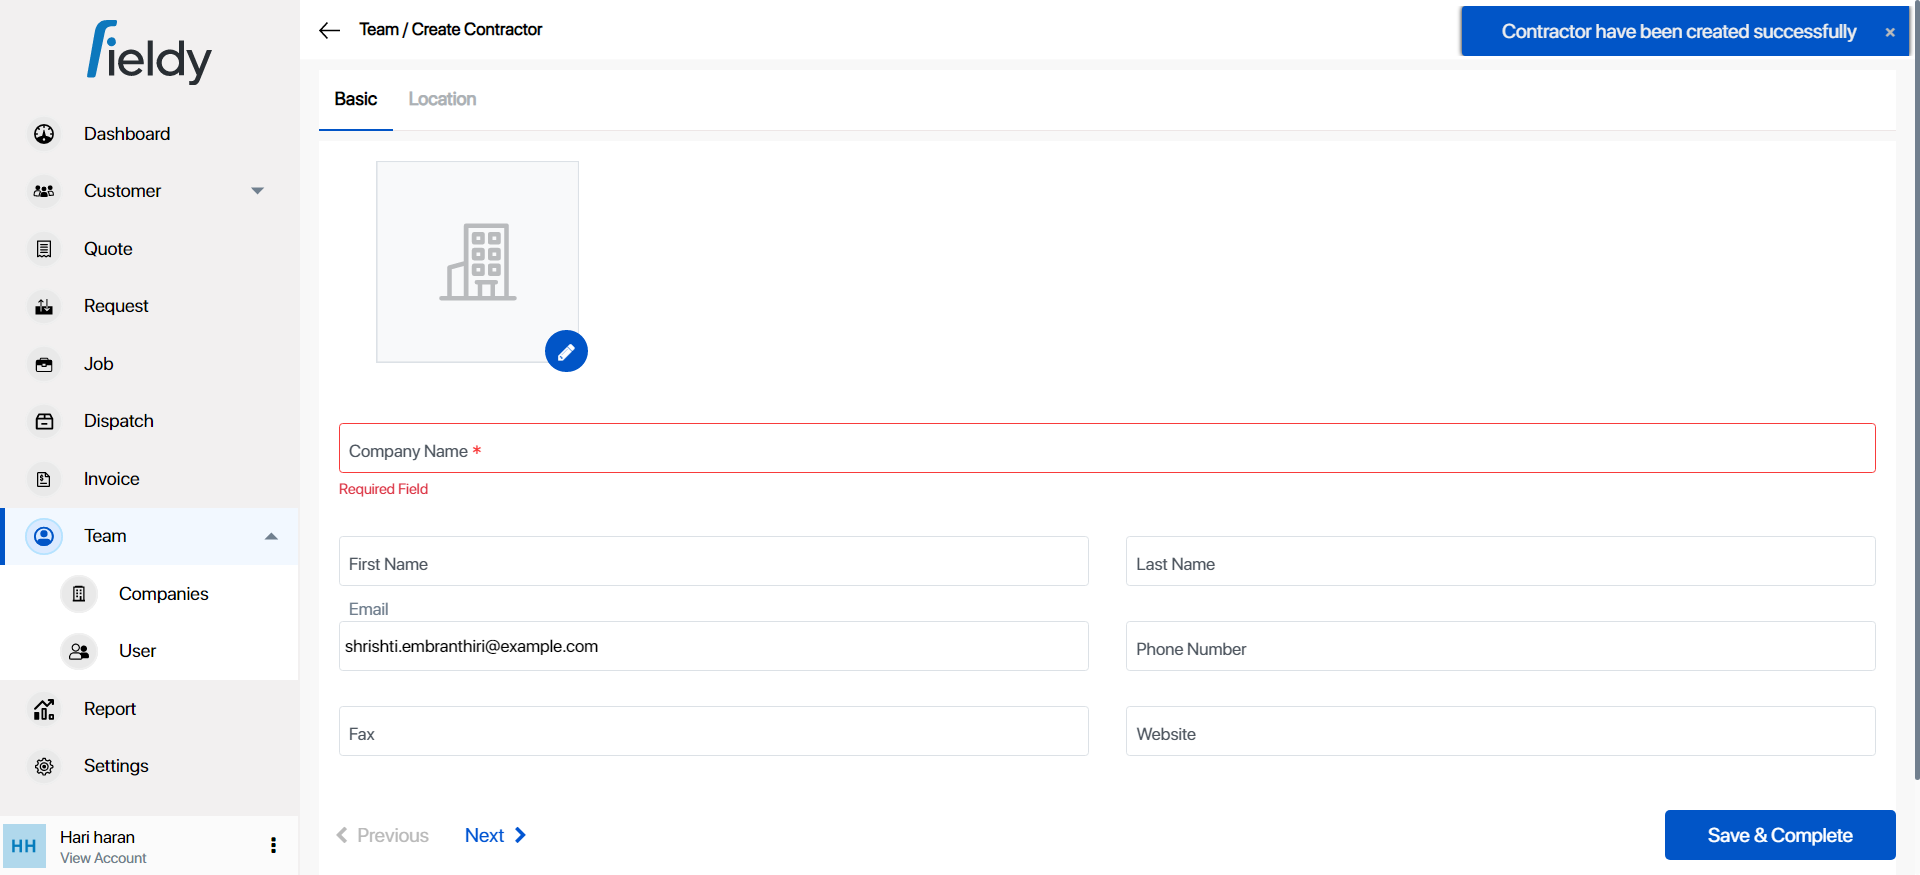 fieldy
Team / Create Contractor
Contractor have been created successfully ×
Basic
Location
Dashboard
Customer
Quote
Request
Job
Dispatch
Invoice
Team
Companies
User
Report
Settings
HH
Hari haran
View Account
Company Name *
Required Field
First Name
Last Name
Email
shrishti.embranthiri@example.com
Phone Number
Fax
Website
Previous
Next
Save & Complete